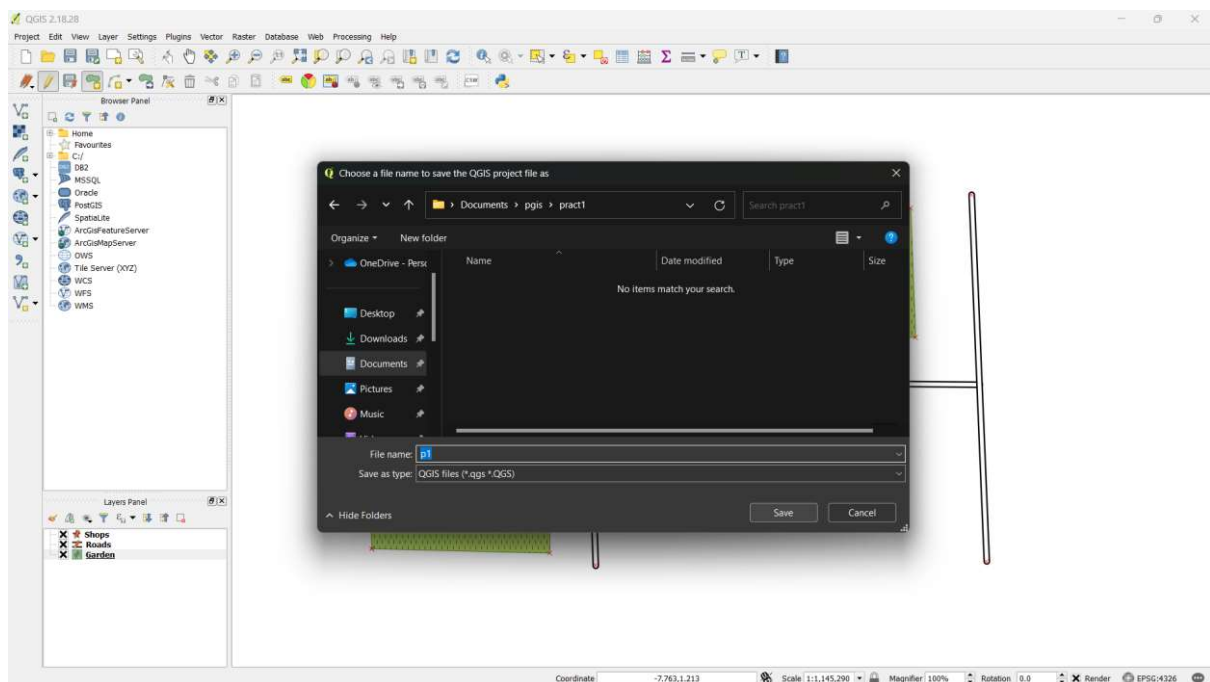 QGIS 2.18.28
Project Edit View Layer Settings Plugins Vector Raster Database Web Processing Help
Browser Panel
Home
Favourites
C:/
DB2
MSSQL
Oracle
PostGIS
SpatiaLite
ArcGisFeatureServer
ArcGisMapServer
OWS
Tile Server (XYZ)
WCS
WFS
WMS
Choose a file name to save the QGIS project file as
Documents › pgis › pract1
Search pract1
Organize New folder
Name Date modified Type Size
No items match your search.
OneDrive - Perso
Desktop
Downloads
Documents
Pictures
Music
File name: p1
Save as type: QGIS files (*.qgs *.QGS)
Hide Folders
Save Cancel
Layers Panel
Shops
Roads
Garden
Coordinate -7.763,1.213 Scale 1:1,145,290 Magnifier 100% Rotation 0.0 Render EPSG:4326